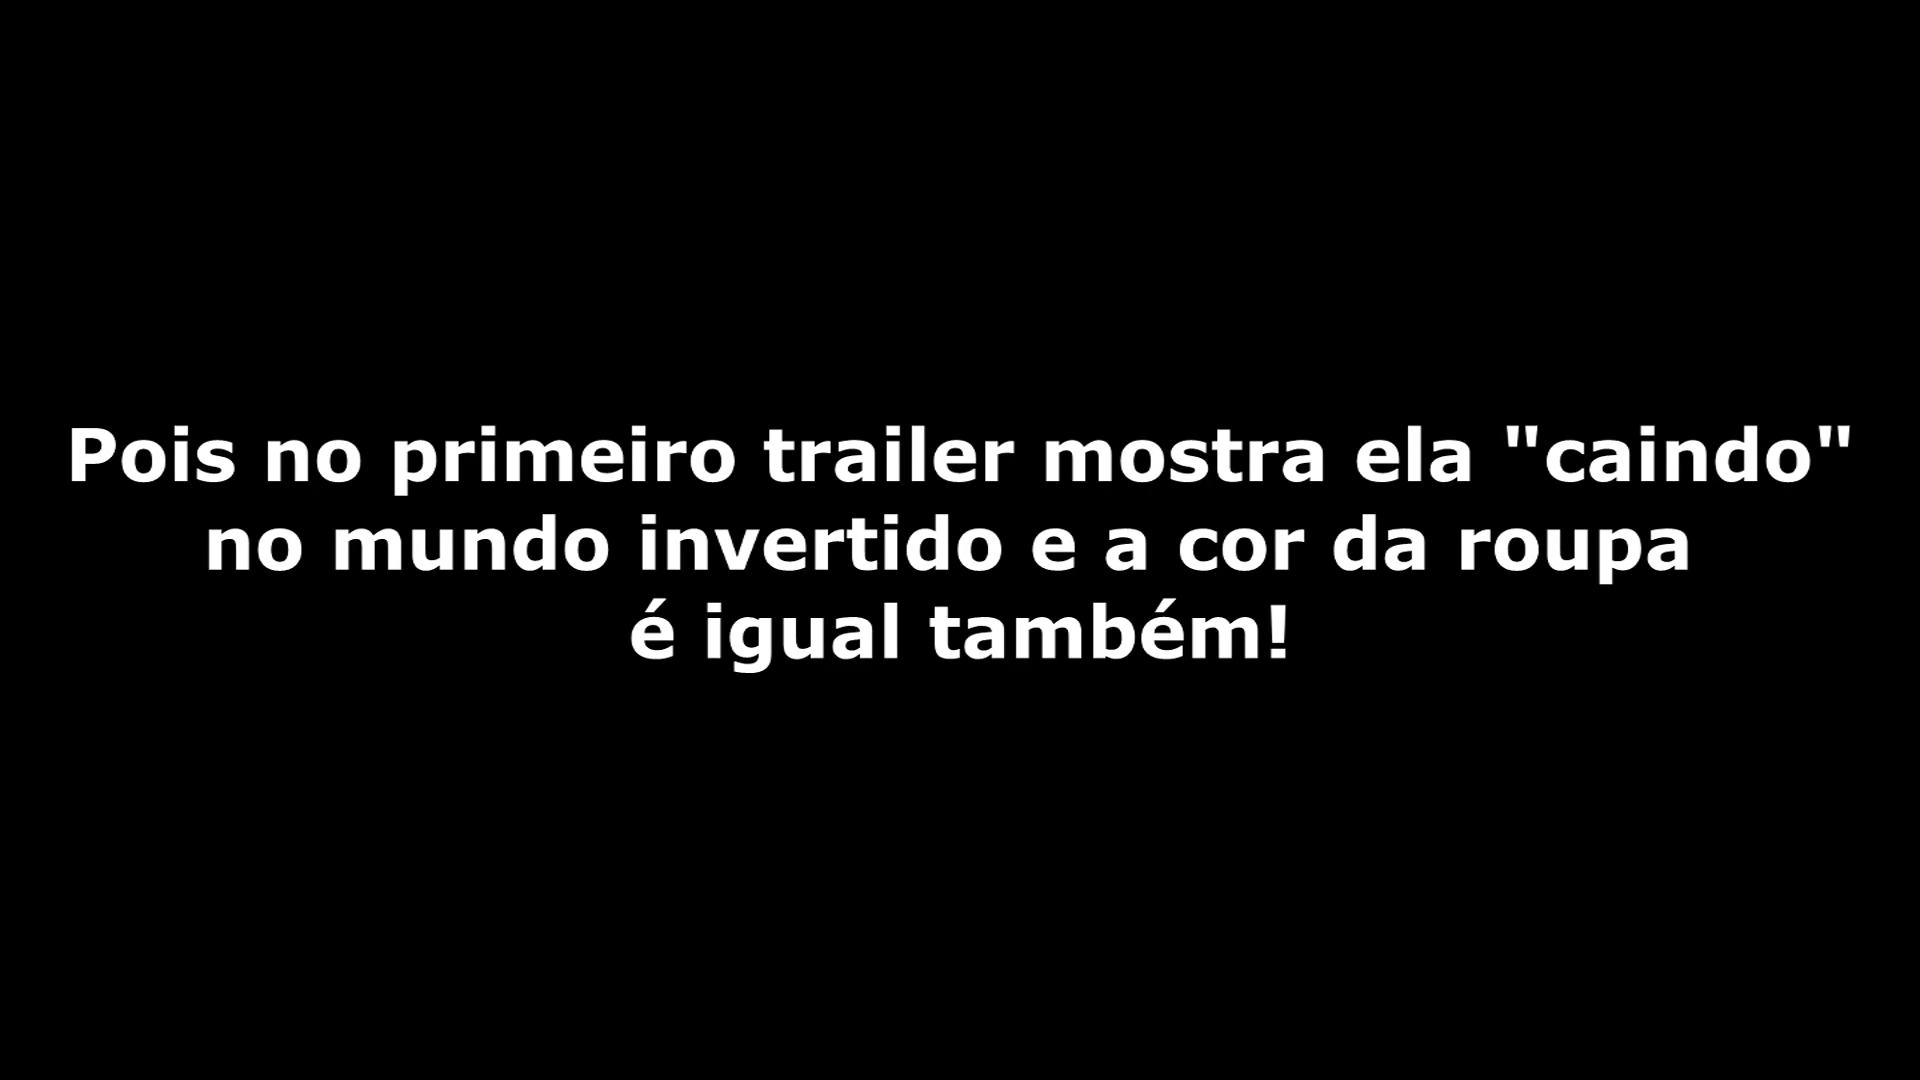 Pois no primeiro trailer mostra ela "caindo"
no mundo invertido e a cor da roupa
é igual também!